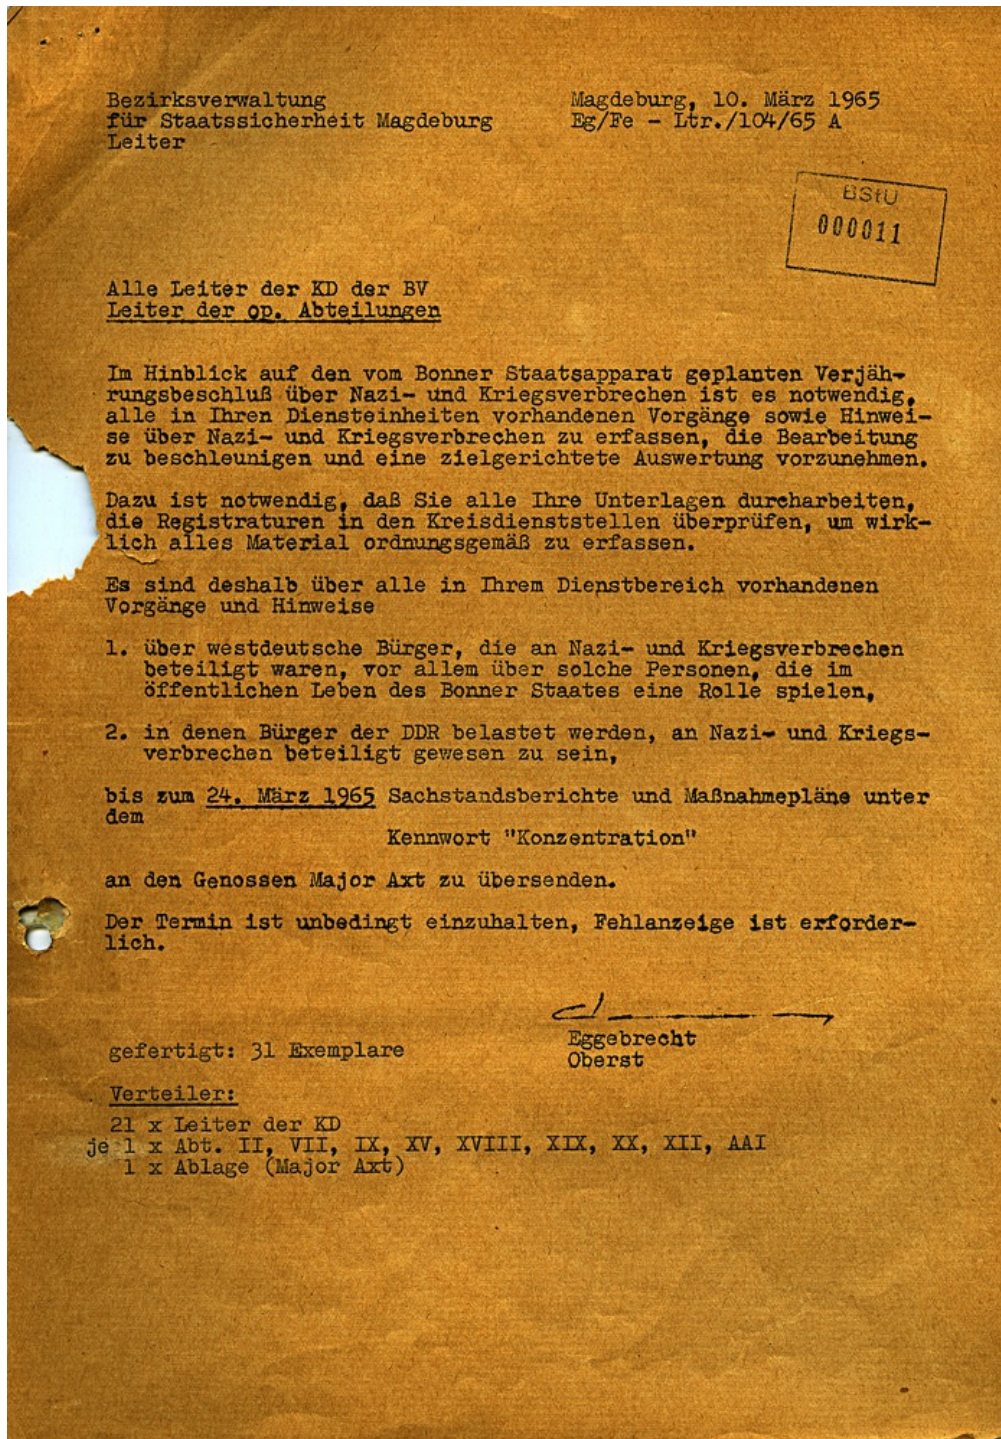 Bezirksverwaltung
für Staatssicherheit Magdeburg
Leiter
Magdeburg, 10. März 1965
Eg/Fe - Ltr./104/65 A
BStU
000011
Alle Leiter der KD der BV
Leiter der op. Abteilungen
Im Hinblick auf den vom Bonner Staatsapparat geplanten Verjäh-
rungsbeschluß über Nazi- und Kriegsverbrechen ist es notwendig,
alle in Ihren Diensteinheiten vorhandenen Vorgänge sowie Hinwei-
se über Nazi- und Kriegsverbrechen zu erfassen, die Bearbeitung
zu beschleunigen und eine zielgerichtete Auswertung vorzunehmen.
Dazu ist notwendig, daß Sie alle Ihre Unterlagen durcharbeiten,
die Registraturen in den Kreisdienststellen überprüfen, um wirk-
lich alles Material ordnungsgemäß zu erfassen.
Es sind deshalb über alle in Ihrem Dienstbereich vorhandenen
Vorgänge und Hinweise
1. über westdeutsche Bürger, die an Nazi- und Kriegsverbrechen
beteiligt waren, vor allem über solche Personen, die im
öffentlichen Leben des Bonner Staates eine Rolle spielen,
2. in denen Bürger der DDR belastet werden, an Nazi- und Kriegs-
verbrechen beteiligt gewesen zu sein,
bis zum 24. März 1965 Sachstandsberichte und Maßnahmepläne unter
dem
Kennwort "Konzentration"
an den Genossen Major Axt zu übersenden.
Der Termin ist unbedingt einzuhalten, Fehlanzeige ist erforder-
lich.
Eggebrecht
Oberst
gefertigt: 31 Exemplare
Verteiler:
21 x Leiter der KD
je 1 x Abt. II, VII, IX, XV, XVIII, XIX, XX, XII, AAI
1 x Ablage (Major Axt)